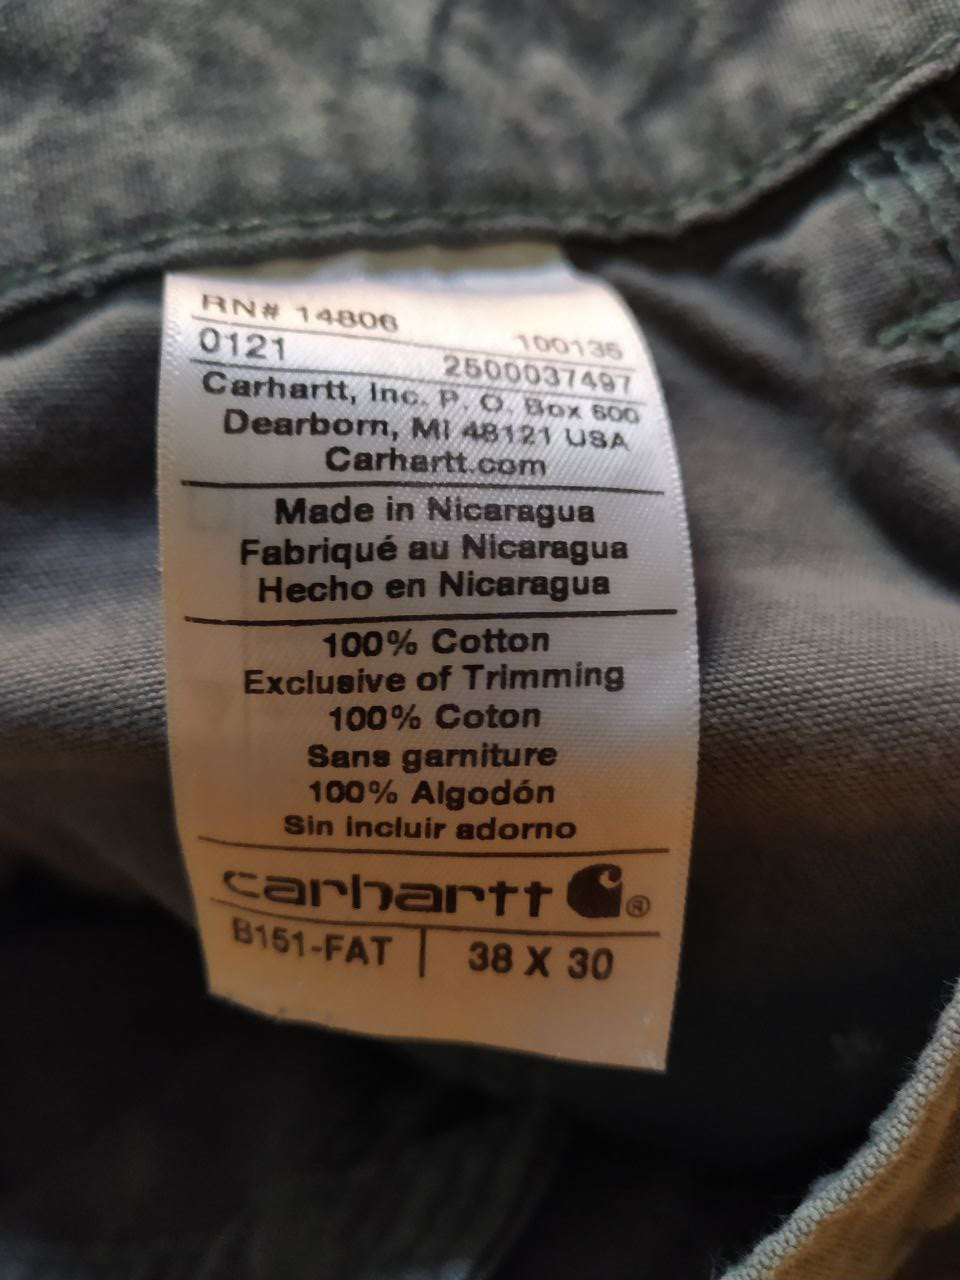 RN# 14806
100135
0121
2500037497
Carhartt, Inc. P. O. Box 600
Dearborn, MI 48121 USA
Carhartt.com
Made in Nicaragua
Fabriqué au Nicaragua
Hecho en Nicaragua
100% Cotton
Exclusive of Trimming
100% Coton
Sans garniture
100% Algodón
Sin incluir adorno
carhartt ®
B151-FAT | 38 X 30